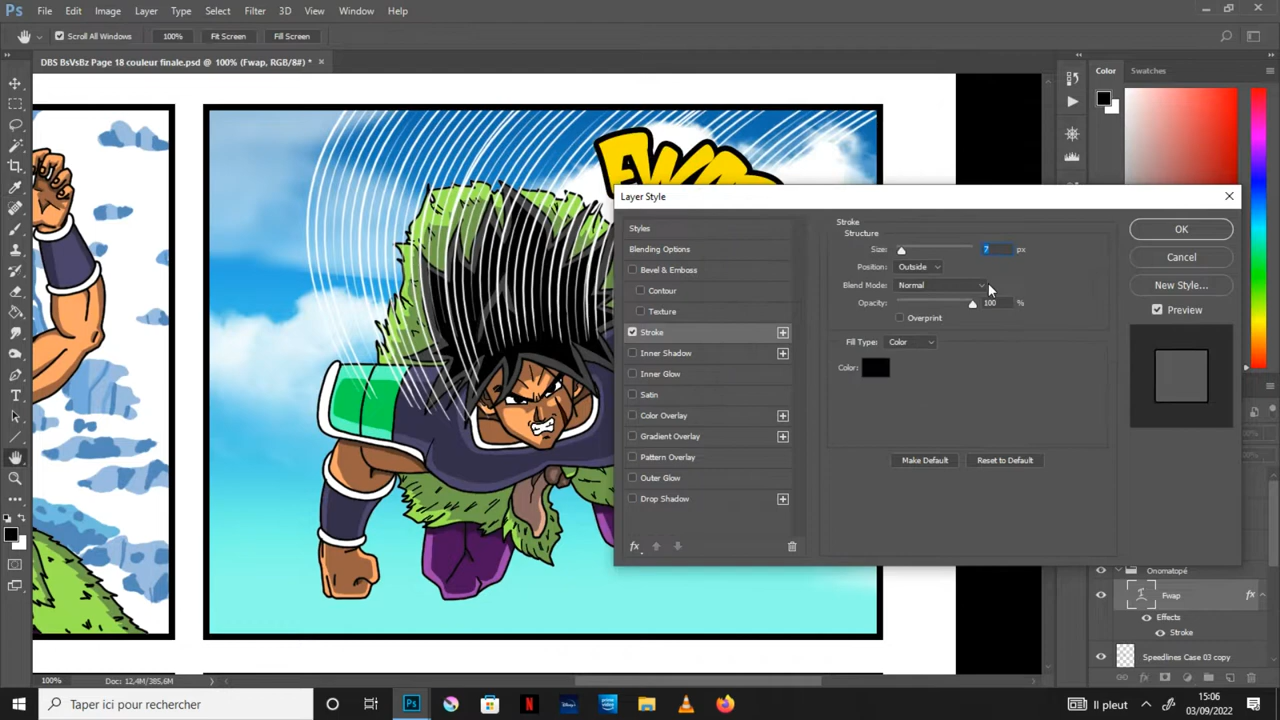 Ps File Edit Image Layer Type Select Filter 3D View Window Help
Scroll All Windows 100% Fit Screen Fill Screen
DBS BsVsBz Page 18 couleur finale.psd @ 100% (Fwap, RGB/8#) *
Color Swatches
FWAP
Layer Style
Styles
Blending Options
Bevel & Emboss
Contour
Texture
Stroke
Inner Shadow
Inner Glow
Satin
Color Overlay
Gradient Overlay
Pattern Overlay
Outer Glow
Drop Shadow
fx
Stroke
Structure
Size: 7 px
Position: Outside
Blend Mode: Normal
Opacity: 100 %
Overprint
Fill Type: Color
Color:
Make Default Reset to Default
OK
Cancel
New Style...
Preview
Onomatopé
Fwap fx
Effects
Stroke
Speedlines Case 03 copy
100% Doc: 12,4M/385,6M
Taper ici pour rechercher
Ps
Il pleut
15:06
03/09/2022